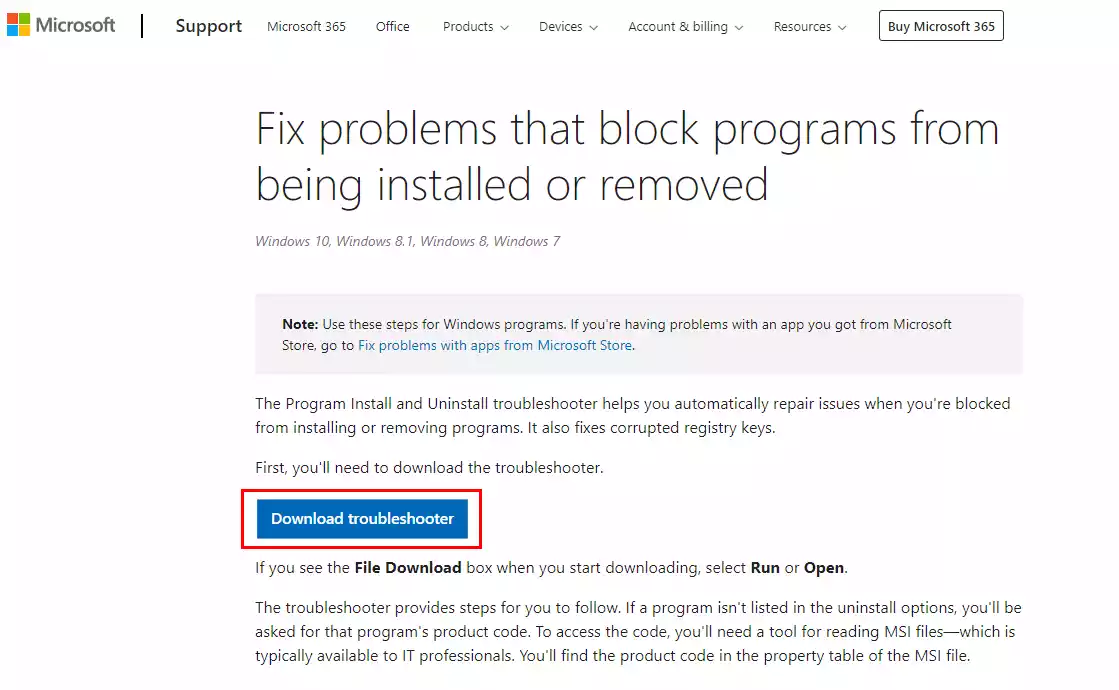 Microsoft Support Microsoft 365 Office Products Devices Account & billing Resources Buy Microsoft 365
Fix problems that block programs from
being installed or removed
Windows 10, Windows 8.1, Windows 8, Windows 7
Note: Use these steps for Windows programs. If you're having problems with an app you got from Microsoft
Store, go to Fix problems with apps from Microsoft Store.
The Program Install and Uninstall troubleshooter helps you automatically repair issues when you're blocked
from installing or removing programs. It also fixes corrupted registry keys.
First, you'll need to download the troubleshooter.
Download troubleshooter
If you see the File Download box when you start downloading, select Run or Open.
The troubleshooter provides steps for you to follow. If a program isn't listed in the uninstall options, you'll be
asked for that program's product code. To access the code, you'll need a tool for reading MSI files—which is
typically available to IT professionals. You'll find the product code in the property table of the MSI file.